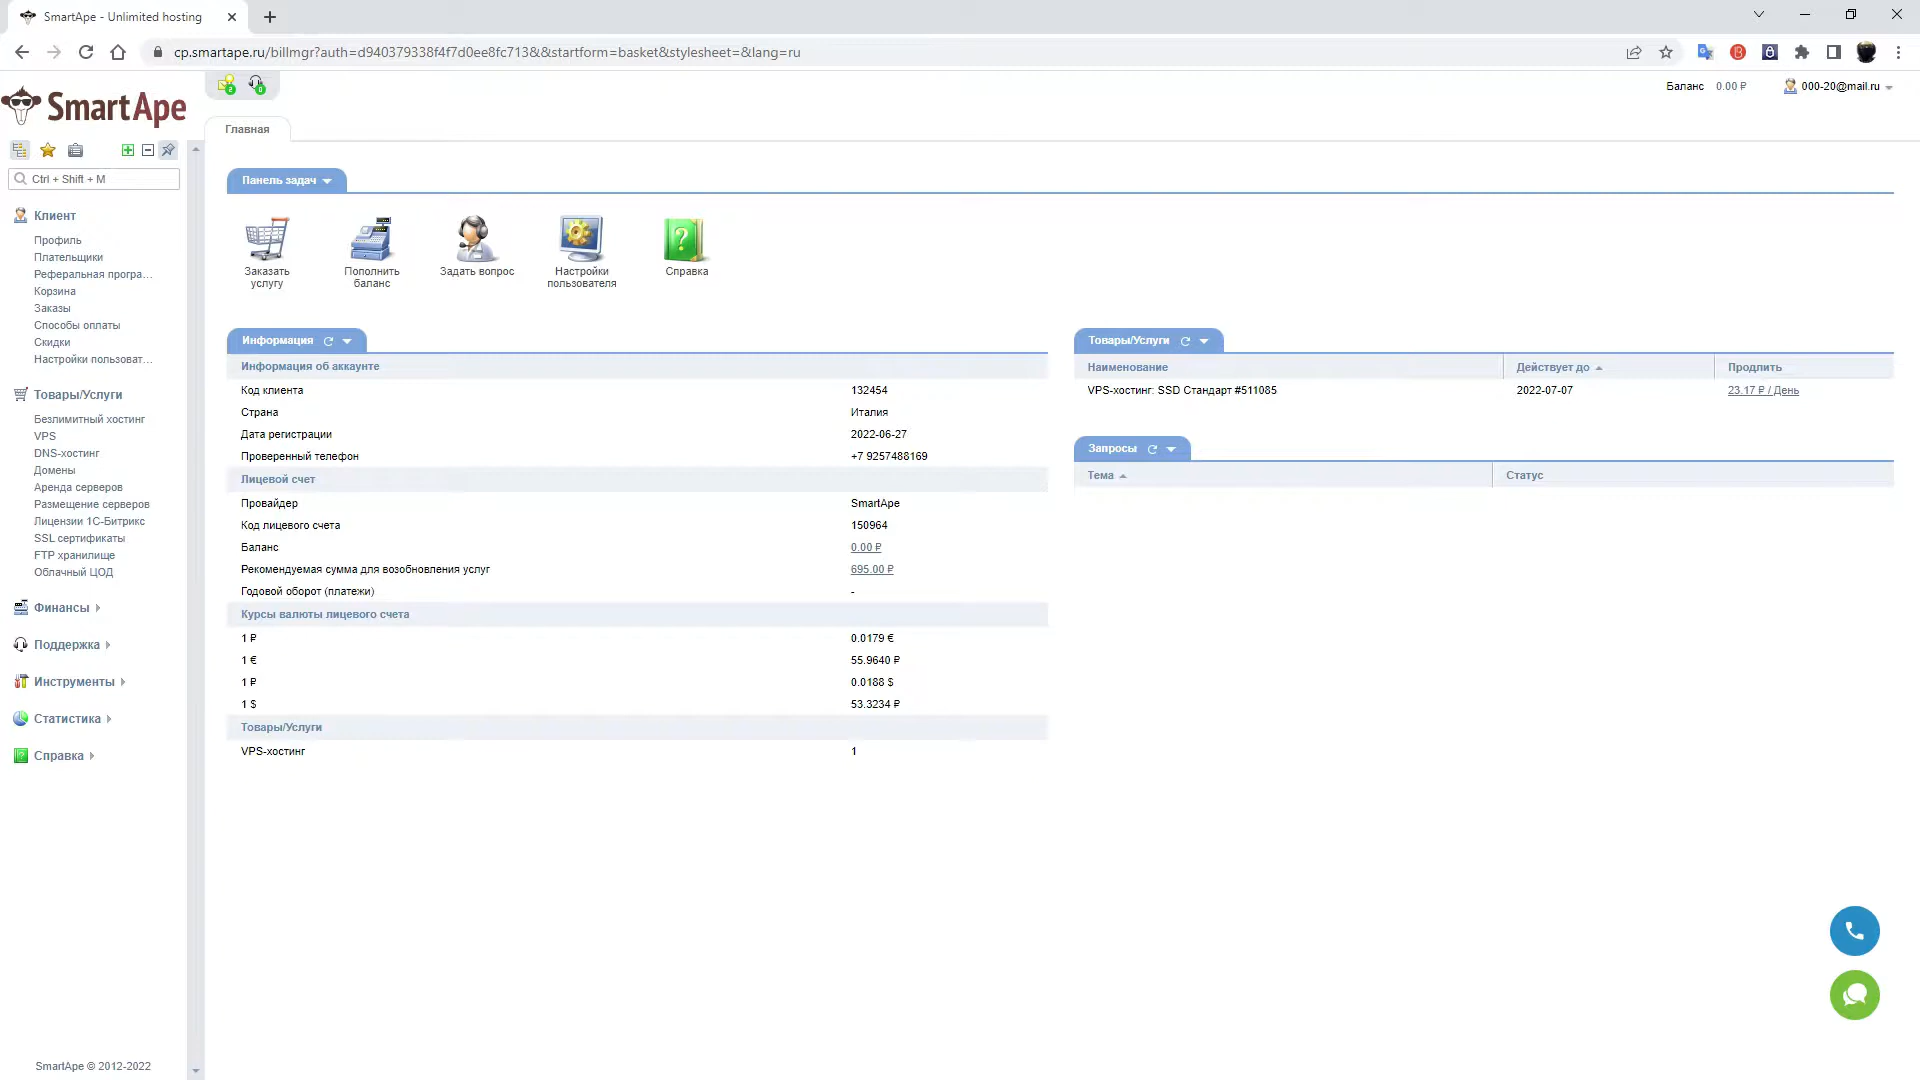 SmartApe - Unlimited hosting
cp.smartape.ru/billmgr?auth=d940379338f4f7d0ee8fc713&&startform=basket&stylesheet=&lang=ru
SmartApe
2
0
Баланс 0.00 ₽
000-20@mail.ru
Главная
Ctrl + Shift + M
Клиент
Профиль
Плательщики
Реферальная програ...
Корзина
Заказы
Способы оплаты
Скидки
Настройки пользоват...
Товары/Услуги
Безлимитный хостинг
VPS
DNS-хостинг
Домены
Аренда серверов
Размещение серверов
Лицензии 1С-Битрикс
SSL сертификаты
FTP хранилище
Облачный ЦОД
Финансы
Поддержка
Инструменты
Статистика
Справка
SmartApe © 2012-2022
Панель задач
Заказать
услугу
Пополнить
баланс
Задать вопрос
Настройки
пользователя
Справка
Информация
Информация об аккаунте
Код клиента 132454
Страна Италия
Дата регистрации 2022-06-27
Проверенный телефон +7 9257488169
Лицевой счет
Провайдер SmartApe
Код лицевого счета 150964
Баланс 0.00 ₽
Рекомендуемая сумма для возобновления услуг 695.00 ₽
Годовой оборот (платежи) -
Курсы валюты лицевого счета
1 ₽ 0.0179 €
1 € 55.9640 ₽
1 ₽ 0.0188 $
1 $ 53.3234 ₽
Товары/Услуги
VPS-хостинг 1
Товары/Услуги
Наименование Действует до Продлить
VPS-хостинг: SSD Стандарт #511085 2022-07-07 23.17 ₽ / День
Запросы
Тема Статус